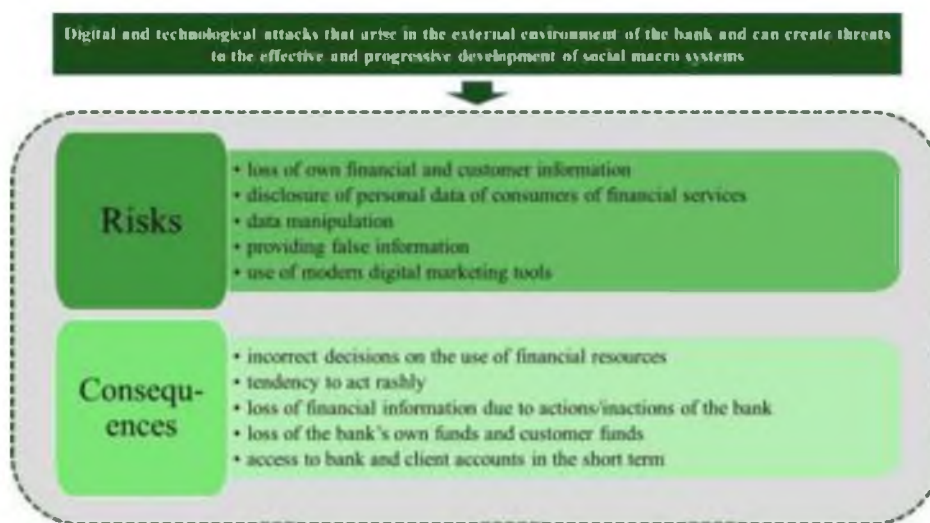 Digital and technological attacks that arise in the external environment of the bank and can create threats
to the effective and progressive development of social macro systems
Risks
• loss of own financial and customer information
• disclosure of personal data of consumers of financial services
• data manipulation
• providing false information
• use of modern digital marketing tools
Consequ-
ences
• incorrect decisions on the use of financial resources
• tendency to act rashly
• loss of financial information due to actions/inactions of the bank
• loss of the bank's own funds and customer funds
• access to bank and client accounts in the short term